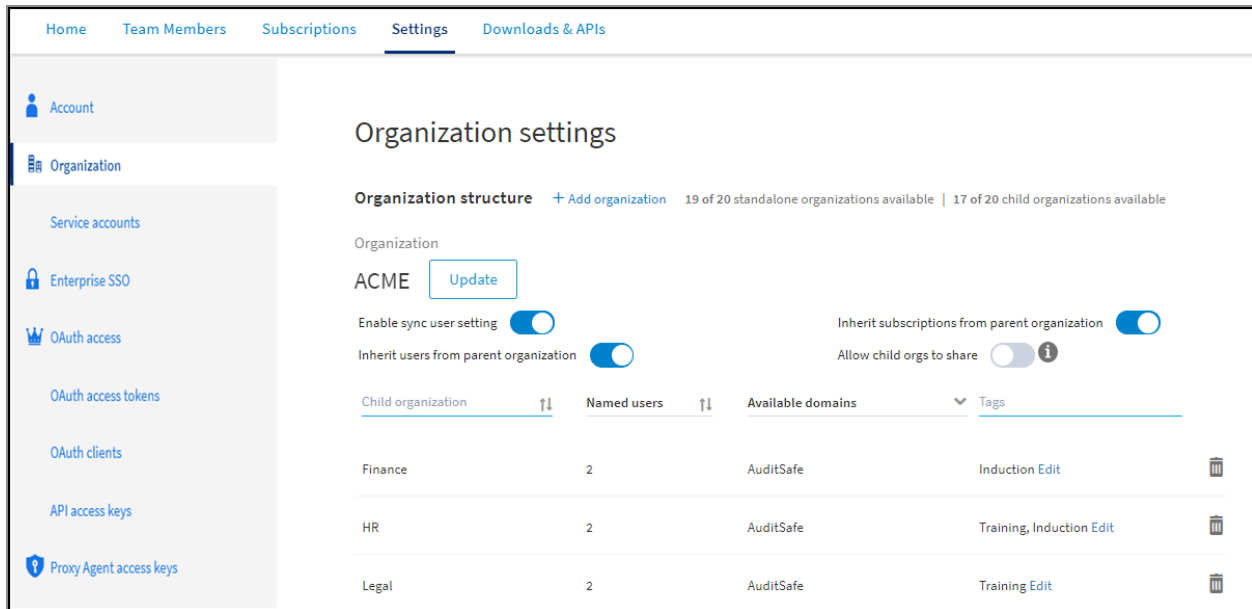 Home Team Members Subscriptions Settings Downloads & APIs
Account
Organization
Service accounts
Enterprise SSO
OAuth access
OAuth access tokens
OAuth clients
API access keys
Proxy Agent access keys
Organization settings
Organization structure + Add organization 19 of 20 standalone organizations available | 17 of 20 child organizations available
Organization
ACME Update
Enable sync user setting Inherit subscriptions from parent organization
Inherit users from parent organization Allow child orgs to share
Child organization Named users Available domains Tags
Finance 2 AuditSafe Induction Edit
HR 2 AuditSafe Training, Induction Edit
Legal 2 AuditSafe Training Edit